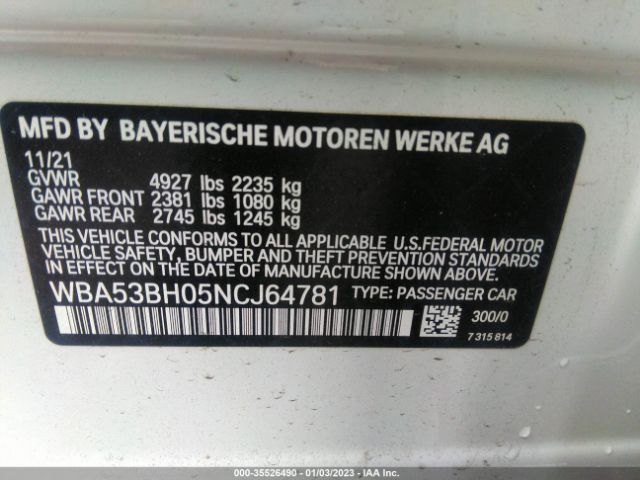 MFD BY BAYERISCHE MOTOREN WERKE AG
11/21
GVWR 4927 lbs 2235 kg
GAWR FRONT 2381 lbs 1080 kg
GAWR REAR 2745 lbs 1245 kg
THIS VEHICLE CONFORMS TO ALL APPLICABLE U.S.FEDERAL MOTOR
VEHICLE SAFETY, BUMPER AND THEFT PREVENTION STANDARDS
IN EFFECT ON THE DATE OF MANUFACTURE SHOWN ABOVE.
WBA53BH05NCJ64781 TYPE: PASSENGER CAR
300/0
7 315 814
000-35526490 - 01/03/2023 - IAA Inc.